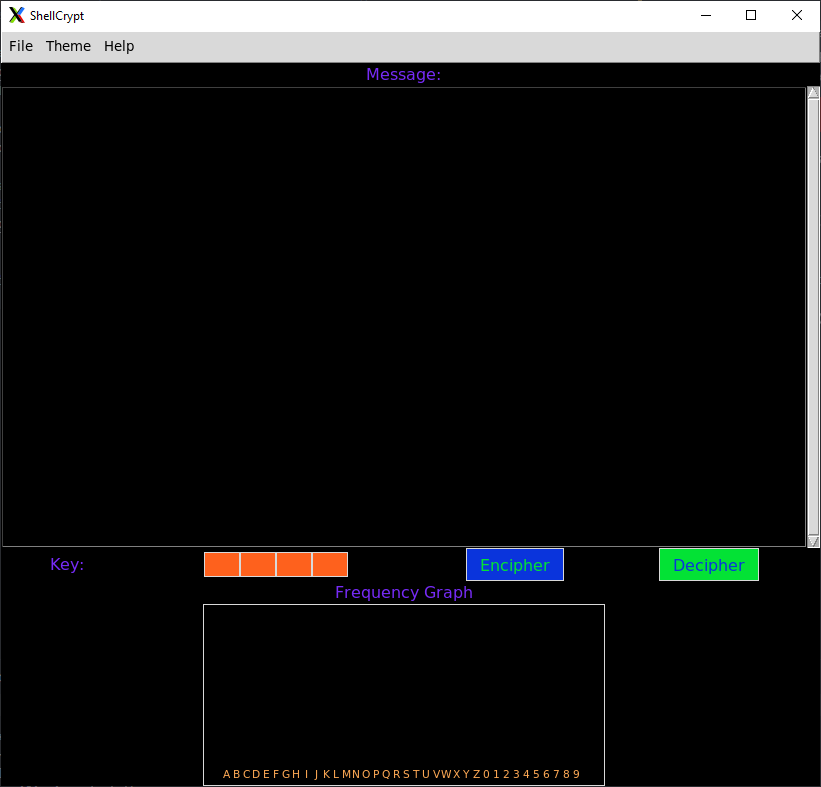 ShellCrypt
File Theme Help
Message:
Key: Encipher Decipher
Frequency Graph
A B C D E F G H I J K L M N O P Q R S T U V W X Y Z 0 1 2 3 4 5 6 7 8 9